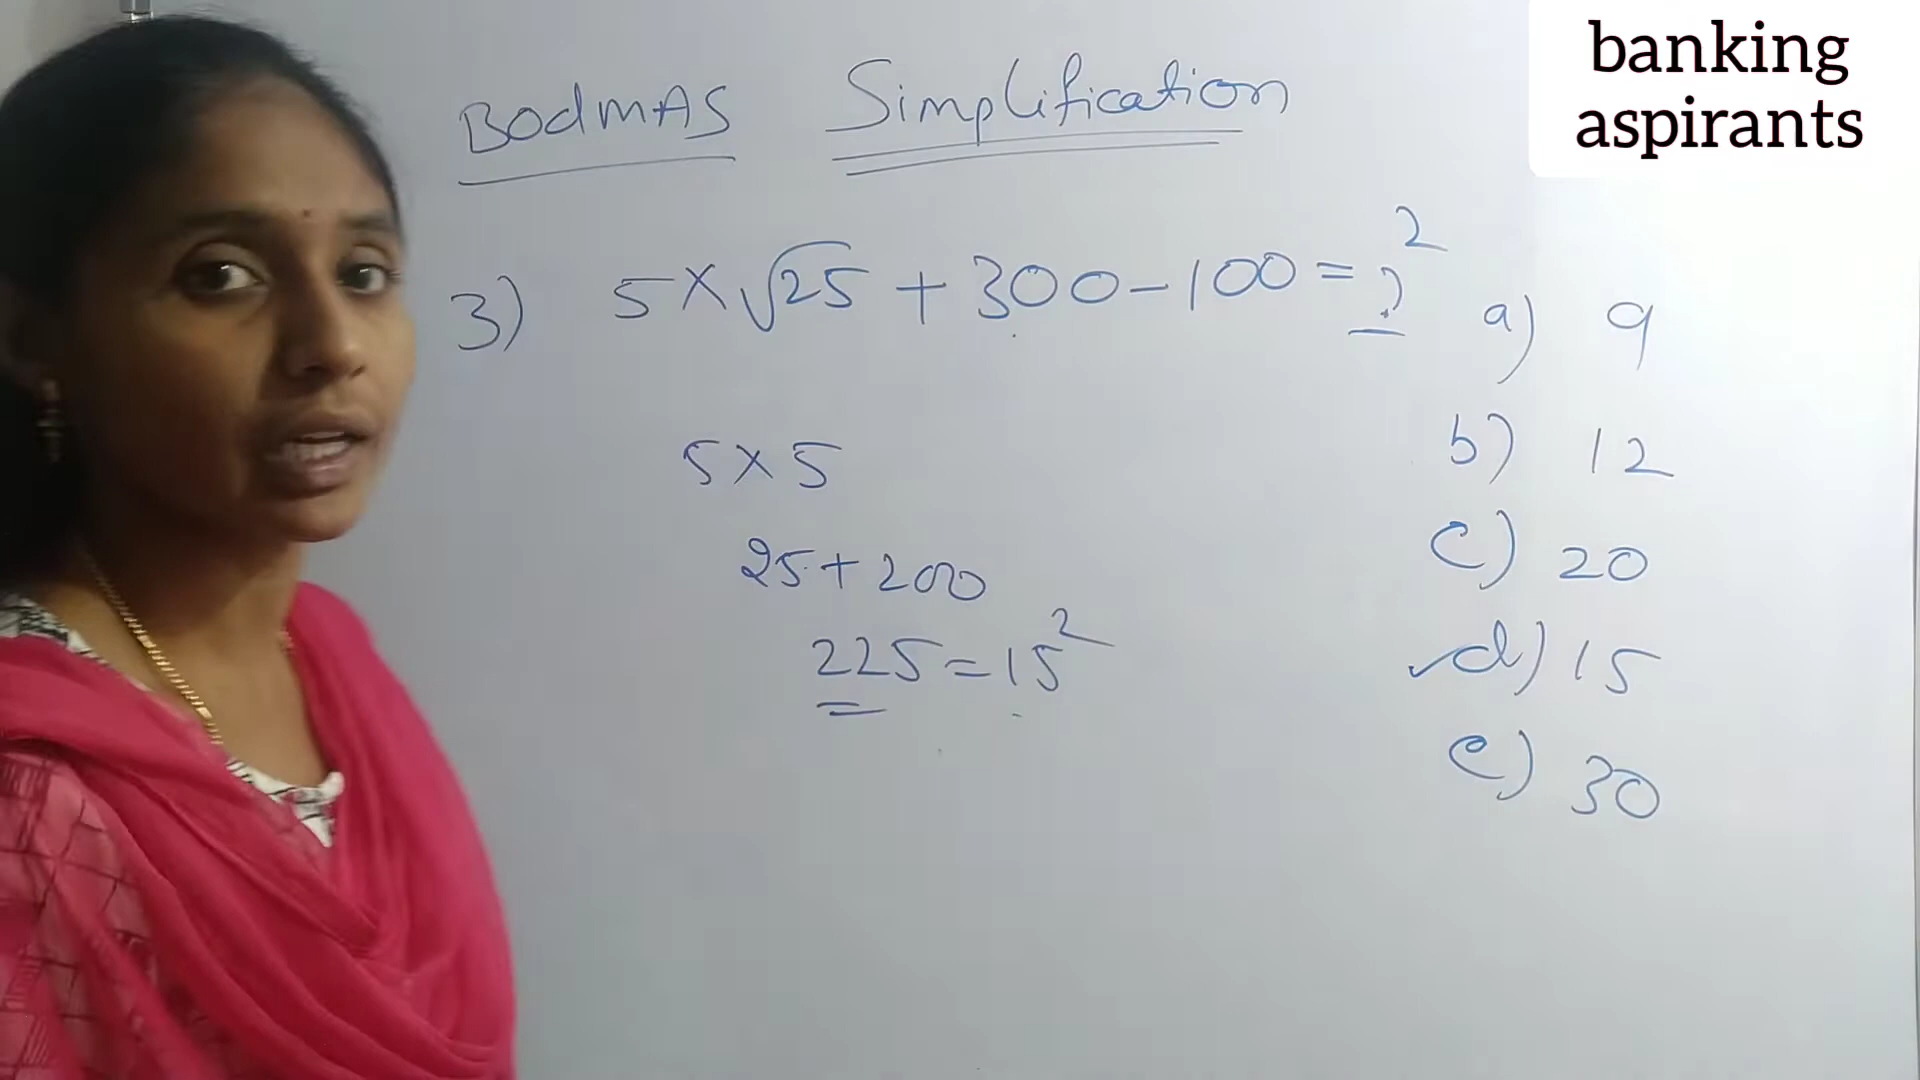 banking
aspirants
BODMAS Simplification
3) 5×√25 + 300-100 = ?²
a) 9
5×5
b) 12
25+200
c) 20
225=15²
d) 15
e) 30